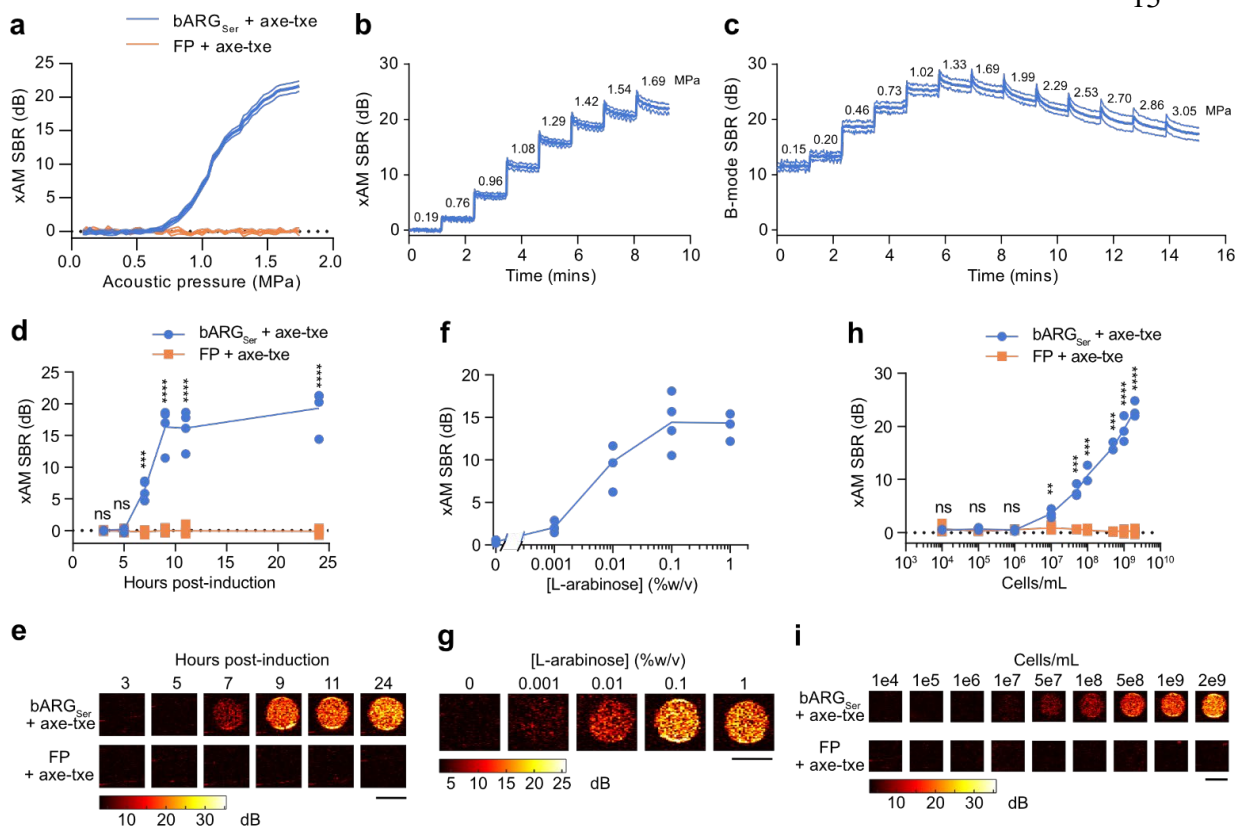 a
bARGSer + axe-txe
FP + axe-txe
xAM SBR (dB)
25
20
15
10
5
0
0.0 0.5 1.0 1.5 2.0
Acoustic pressure (MPa)
b
xAM SBR (dB)
30
20
10
0
0.19 0.76 0.96 1.08 1.29 1.42 1.54 1.69 MPa
0 2 4 6 8 10
Time (mins)
c
B-mode SBR (dB)
30
20
10
0
0.15 0.20 0.46 0.73 1.02 1.33 1.69 1.99 2.29 2.53 2.70 2.86 3.05 MPa
0 2 4 6 8 10 12 14 16
Time (mins)
d
bARGSer + axe-txe
FP + axe-txe
xAM SBR (dB)
25
20
15
10
5
0
ns ns *** **** **** ****
0 5 10 15 20 25
Hours post-induction
f
xAM SBR (dB)
20
15
10
5
0
0 0.001 0.01 0.1 1
[L-arabinose] (%w/v)
h
bARGSer + axe-txe
FP + axe-txe
xAM SBR (dB)
30
20
10
0
ns ns ns ** *** *** *** **** ****
10³ 10⁴ 10⁵ 10⁶ 10⁷ 10⁸ 10⁹ 10¹⁰
Cells/mL
e
Hours post-induction
3 5 7 9 11 24
bARGSer
+ axe-txe
FP
+ axe-txe
10 20 30 dB
g
[L-arabinose] (%w/v)
0 0.001 0.01 0.1 1
5 10 15 20 25 dB
i
Cells/mL
1e4 1e5 1e6 1e7 5e7 1e8 5e8 1e9 2e9
bARGSer
+ axe-txe
FP
+ axe-txe
10 20 30 dB